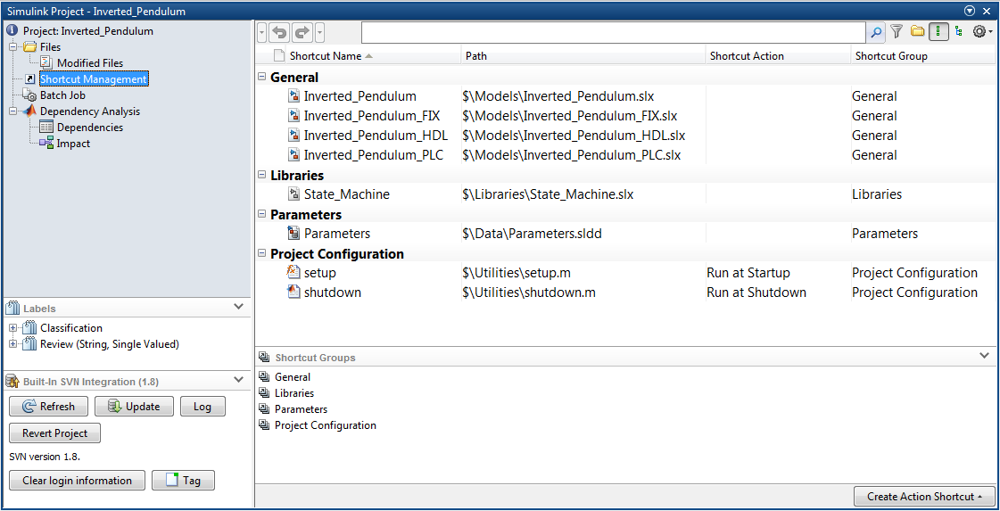 Simulink Project - Inverted_Pendulum
Project: Inverted_Pendulum
Files
Modified Files
Shortcut Management
Batch Job
Dependency Analysis
Dependencies
Impact
Labels
Classification
Review (String, Single Valued)
Built-In SVN Integration (1.8)
Refresh Update Log
Revert Project
SVN version 1.8.
Clear login information Tag
Shortcut Name Path Shortcut Action Shortcut Group
General
Inverted_Pendulum $\Models\Inverted_Pendulum.slx General
Inverted_Pendulum_FIX $\Models\Inverted_Pendulum_FIX.slx General
Inverted_Pendulum_HDL $\Models\Inverted_Pendulum_HDL.slx General
Inverted_Pendulum_PLC $\Models\Inverted_Pendulum_PLC.slx General
Libraries
State_Machine $\Libraries\State_Machine.slx Libraries
Parameters
Parameters $\Data\Parameters.sldd Parameters
Project Configuration
setup $\Utilities\setup.m Run at Startup Project Configuration
shutdown $\Utilities\shutdown.m Run at Shutdown Project Configuration
Shortcut Groups
General
Libraries
Parameters
Project Configuration
Create Action Shortcut